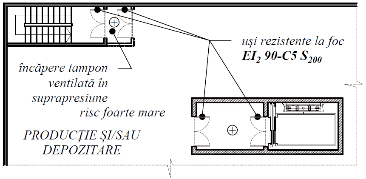 uși rezistente la foc
EI₂ 90-C5 S₂₀₀
încăpere tampon
ventilată în
suprapresiune
risc foarte mare
PRODUCȚIE ȘI/SAU
DEPOZITARE